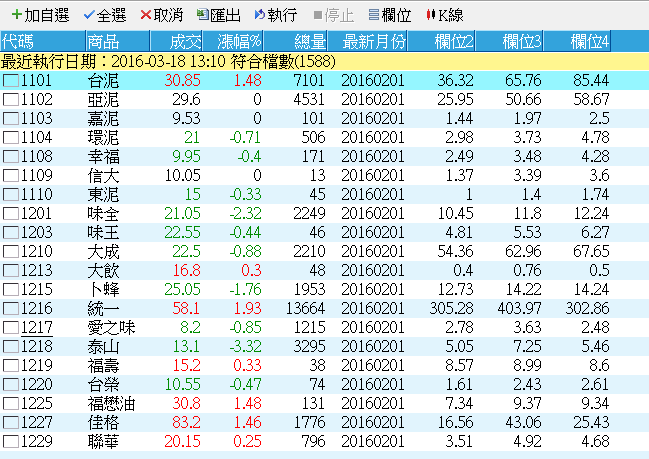 加自選 全選 取消 匯出 執行 停止 欄位 K線
代碼 商品 成交 漲幅% 總量 最新月份 欄位2 欄位3 欄位4
最近執行日期：2016-03-18 13:10 符合檔數(1588)
1101 台泥 30.85 1.48 7101 20160201 36.32 65.76 85.44
1102 亞泥 29.6 0 4531 20160201 25.95 50.66 58.67
1103 嘉泥 9.53 0 101 20160201 1.44 1.97 2.5
1104 環泥 21 -0.71 506 20160201 2.98 3.73 4.78
1108 幸福 9.95 -0.4 171 20160201 2.49 3.48 4.28
1109 信大 10.05 0 13 20160201 1.37 3.39 3.6
1110 東泥 15 -0.33 45 20160201 1 1.4 1.74
1201 味全 21.05 -2.32 2249 20160201 10.45 11.8 12.24
1203 味王 22.55 -0.44 46 20160201 4.81 5.53 6.27
1210 大成 22.5 -0.88 2210 20160201 54.36 62.96 67.65
1213 大飲 16.8 0.3 48 20160201 0.4 0.76 0.5
1215 卜蜂 25.05 -1.76 1953 20160201 12.73 14.22 14.24
1216 統一 58.1 1.93 13664 20160201 305.28 403.97 302.86
1217 愛之味 8.2 -0.85 1215 20160201 2.78 3.63 2.48
1218 泰山 13.1 -3.32 3295 20160201 5.05 7.25 5.46
1219 福壽 15.2 0.33 38 20160201 8.57 8.99 8.6
1220 台榮 10.55 -0.47 74 20160201 1.61 2.43 2.61
1225 福懋油 30.8 1.48 131 20160201 7.34 9.37 9.34
1227 佳格 83.2 1.46 1776 20160201 16.56 43.06 25.43
1229 聯華 20.15 0.25 796 20160201 3.51 4.92 4.68